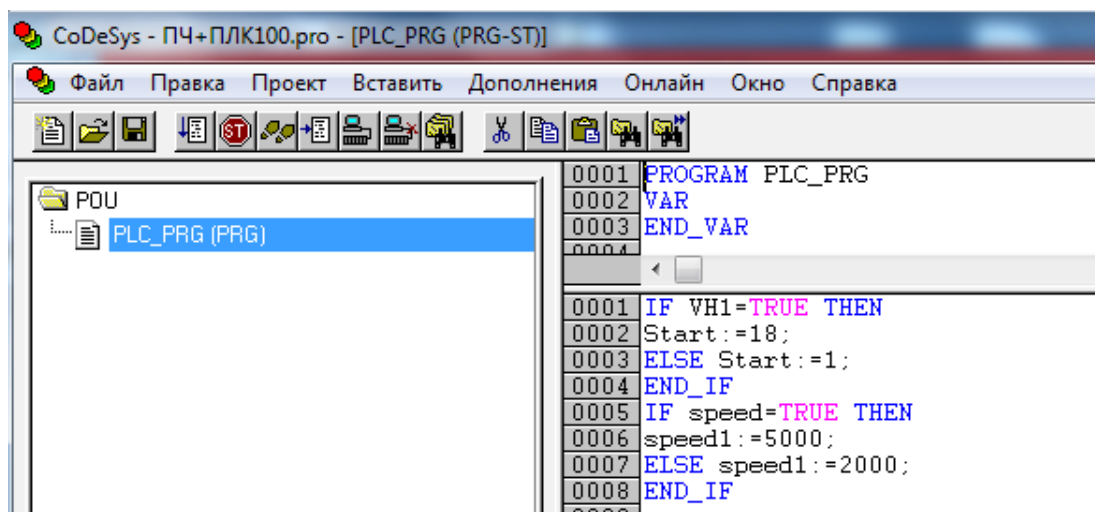 CoDeSys - ПЧ+ПЛК100.pro - [PLC_PRG (PRG-ST)]
Файл Правка Проект Вставить Дополнения Онлайн Окно Справка
ST
POU
PLC_PRG (PRG)
0001 PROGRAM PLC_PRG
0002 VAR
0003 END_VAR
0004
0001 IF VH1=TRUE THEN
0002 Start:=18;
0003 ELSE Start:=1;
0004 END_IF
0005 IF speed=TRUE THEN
0006 speed1:=5000;
0007 ELSE speed1:=2000;
0008 END_IF